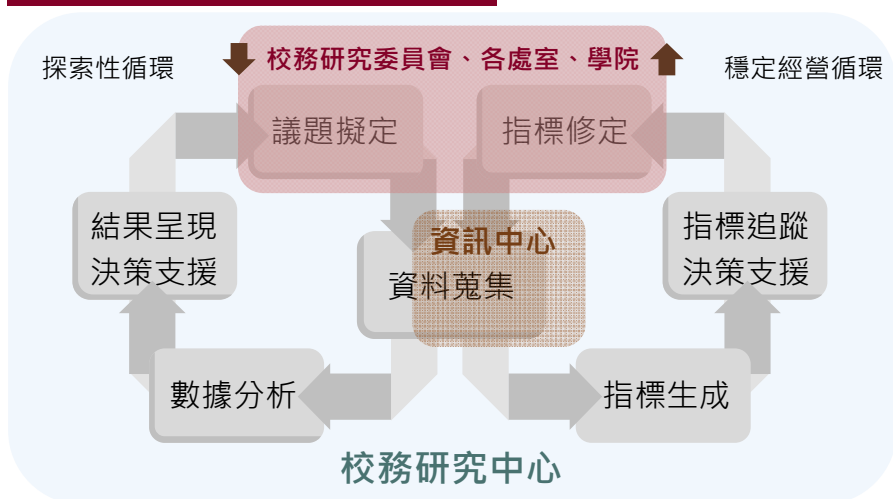 探索性循環
校務研究委員會、各處室、學院
穩定經營循環
議題擬定
指標修定
結果呈現
決策支援
資訊中心
資料蒐集
指標追蹤
決策支援
數據分析
指標生成
校務研究中心